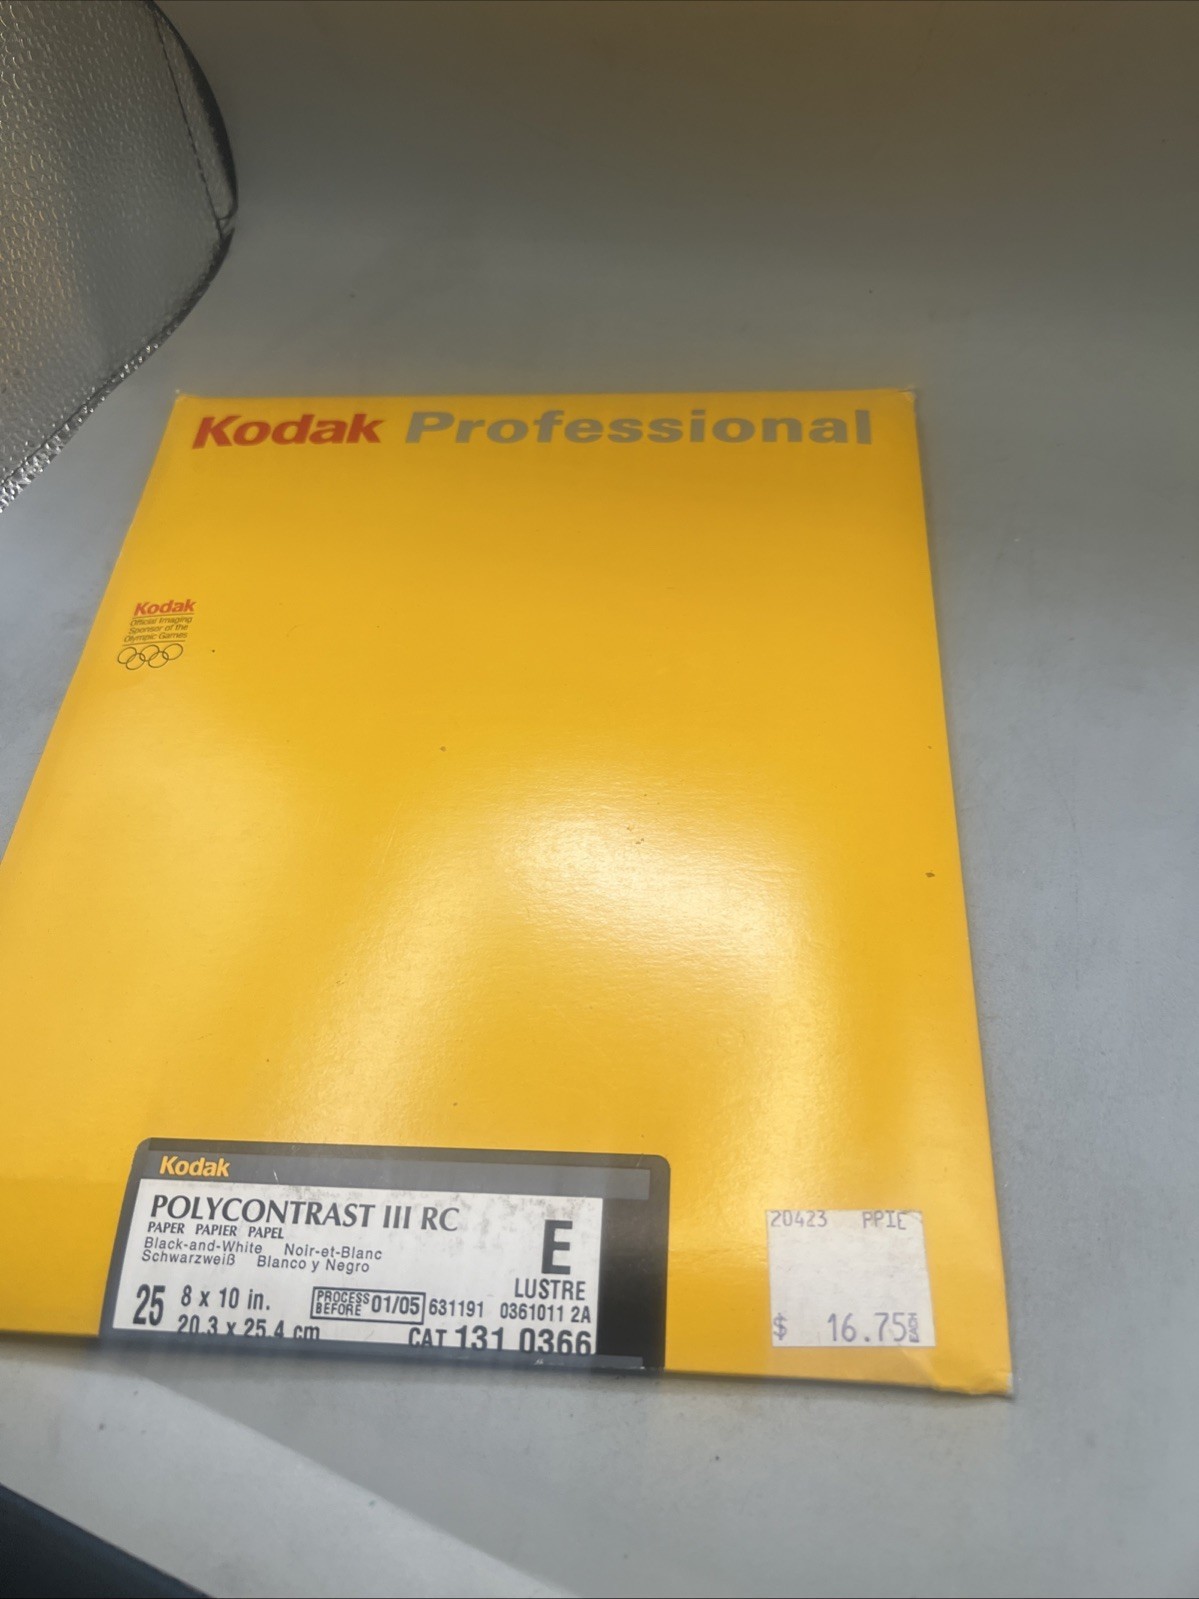 Kodak Professional
Kodak
Official Imaging
Sponsor of the
Olympic Games
Kodak
POLYCONTRAST III RC
PAPER PAPIER PAPEL
Black-and-White Noir-et-Blanc
Schwarzweiß Blanco y Negro
E
LUSTRE
25 8 x 10 in.
20.3 x 25.4 cm
PROCESS BEFORE 01/05 631191 0361011 2A
CAT 131 0366
20423 PPIE
$ 16.75